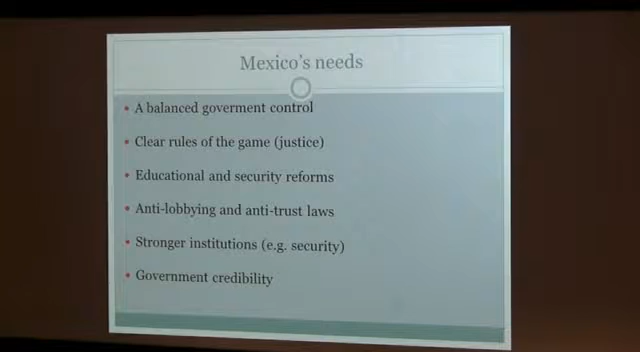 Mexico's needs
• A balanced goverment control
• Clear rules of the game (justice)
• Educational and security reforms
• Anti-lobbying and anti-trust laws
• Stronger institutions (e.g. security)
• Government credibility